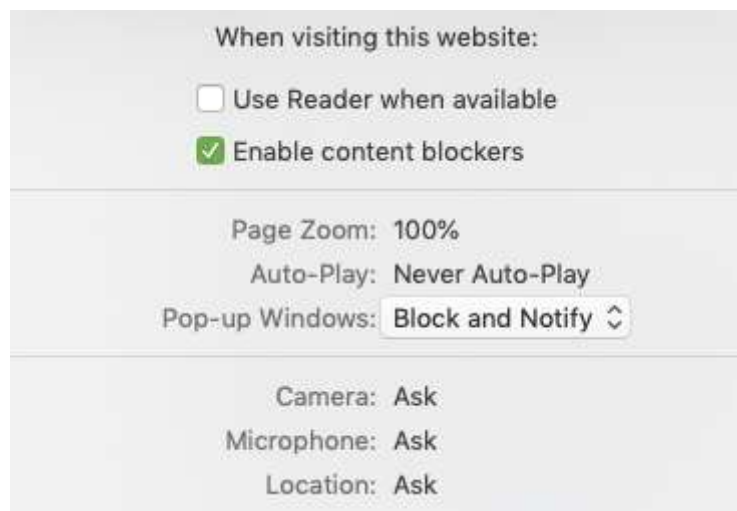 When visiting this website:
Use Reader when available
Enable content blockers
Page Zoom: 100%
Auto-Play: Never Auto-Play
Pop-up Windows: Block and Notify
Camera: Ask
Microphone: Ask
Location: Ask